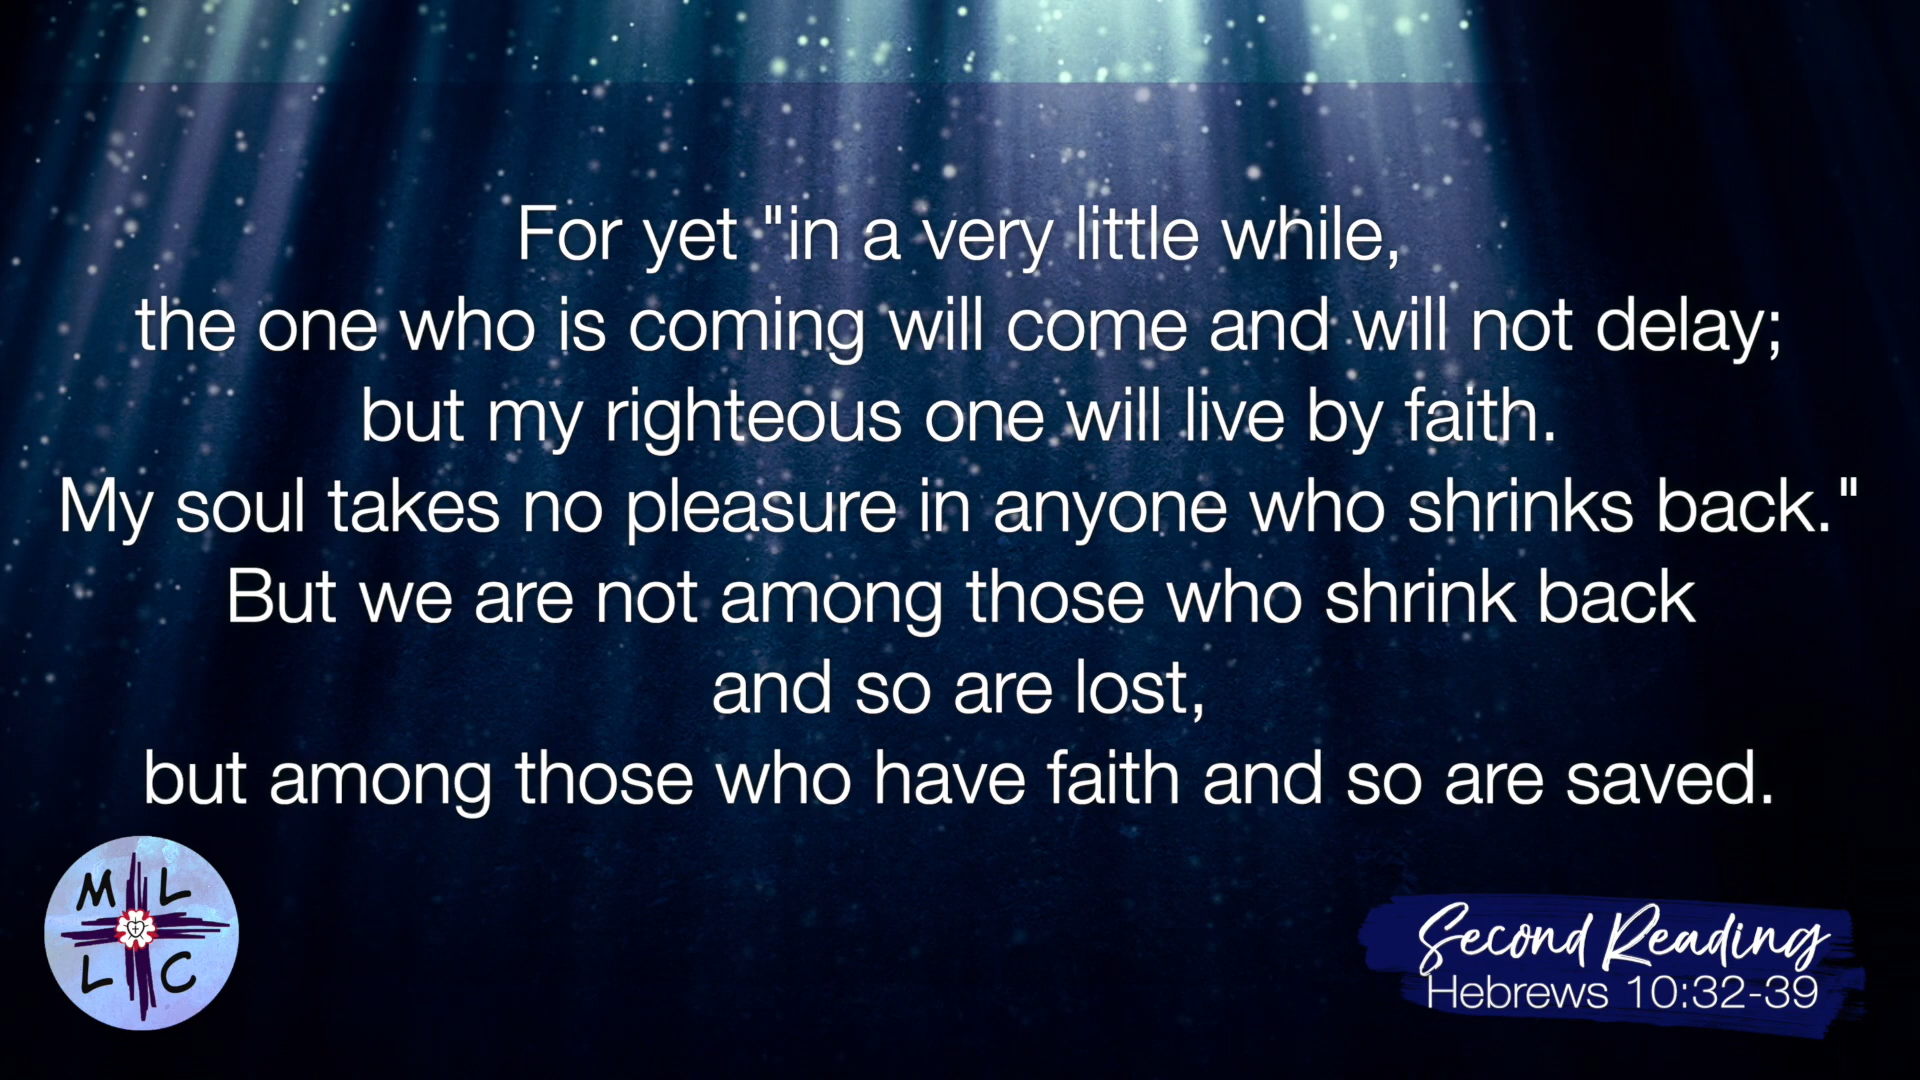 For yet "in a very little while,
the one who is coming will come and will not delay;
but my righteous one will live by faith.
My soul takes no pleasure in anyone who shrinks back."
But we are not among those who shrink back
and so are lost,
but among those who have faith and so are saved.
M L
L C
Second Reading
Hebrews 10:32-39